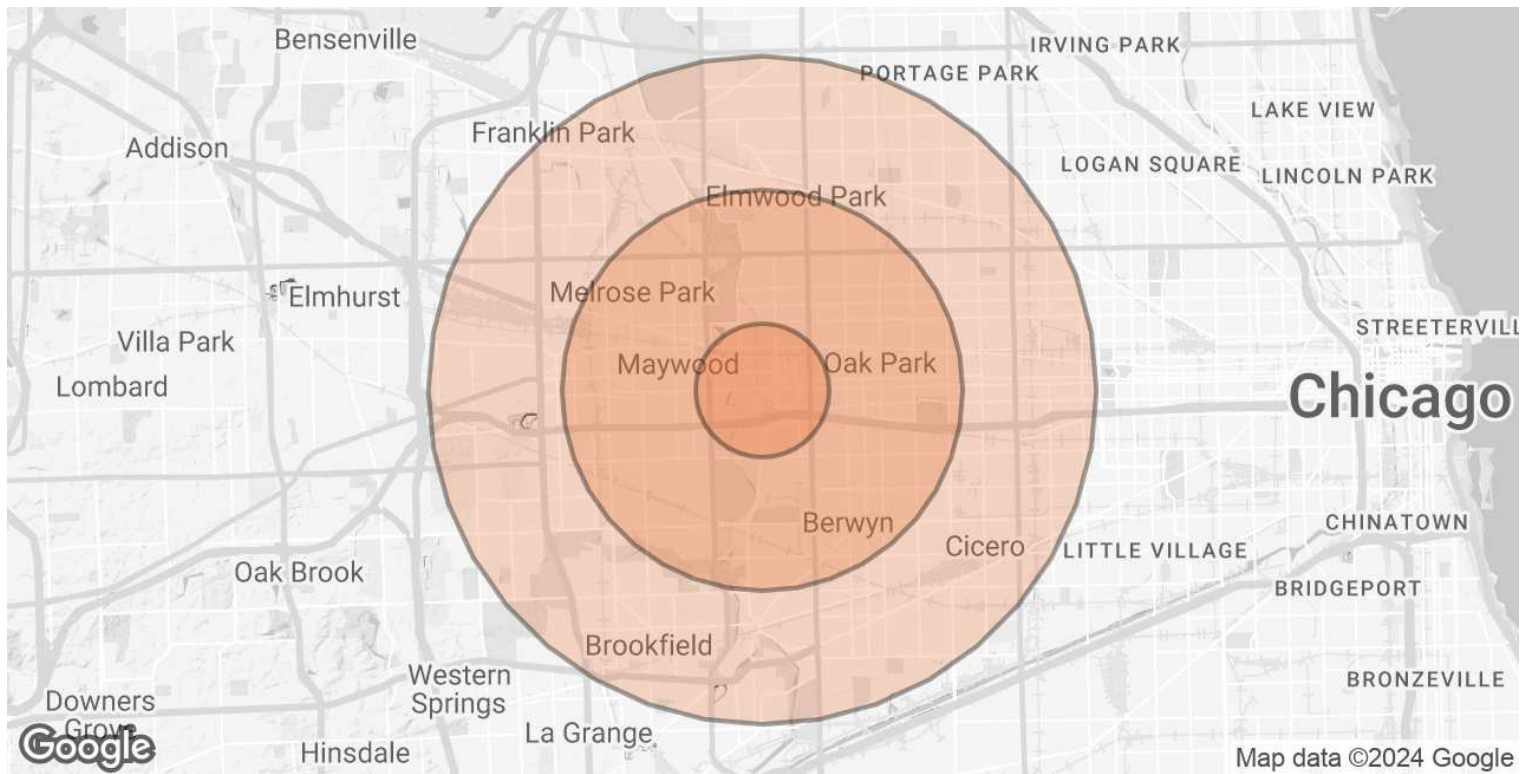 Bensenville
IRVING PARK
PORTAGE PARK
LAKE VIEW
Franklin Park
Addison
LOGAN SQUARE
LINCOLN PARK
Elmwood Park
Melrose Park
Elmhurst
STREETERVILL
Villa Park
Maywood
Oak Park
Lombard
Chicago
Berwyn
CHINATOWN
Cicero
LITTLE VILLAGE
Oak Brook
BRIDGEPORT
Brookfield
Western
Springs
BRONZEVILLE
Downers
Grove
La Grange
Hinsdale
Google
Map data ©2024 Google